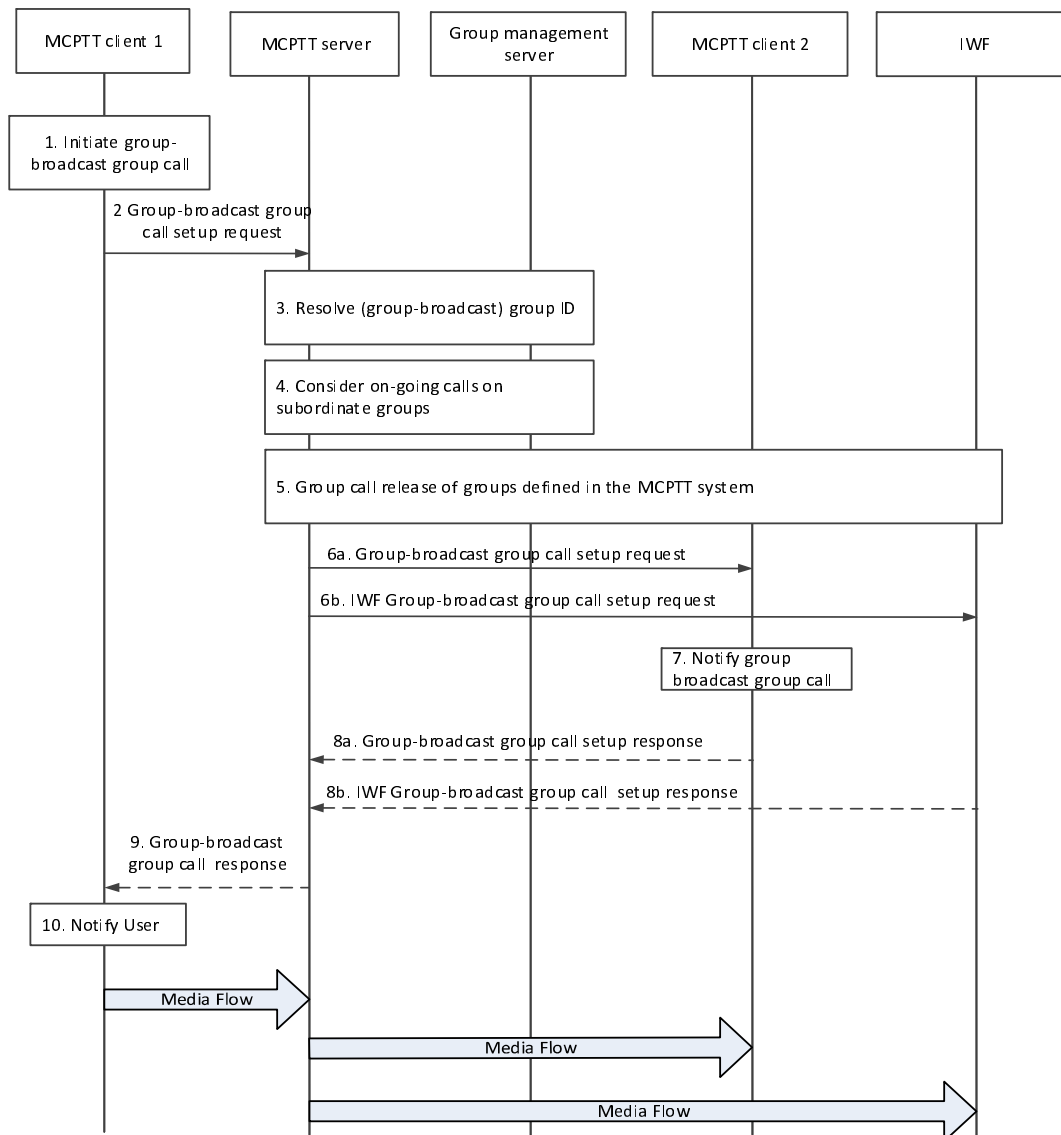 MCPTT client 1
MCPTT server
Group management
server
MCPTT client 2
IWF
1. Initiate group-
broadcast group call
2 Group-broadcast group
call setup request
3. Resolve (group-broadcast) group ID
4. Consider on-going calls on
subordinate groups
5. Group call release of groups defined in the MCPTT system
6a. Group-broadcast group call setup request
6b. IWF Group-broadcast group call setup request
7. Notify group
broadcast group call
8a. Group-broadcast group call setup response
8b. IWF Group-broadcast group call setup response
9. Group-broadcast
group call response
10. Notify User
Media Flow
Media Flow
Media Flow